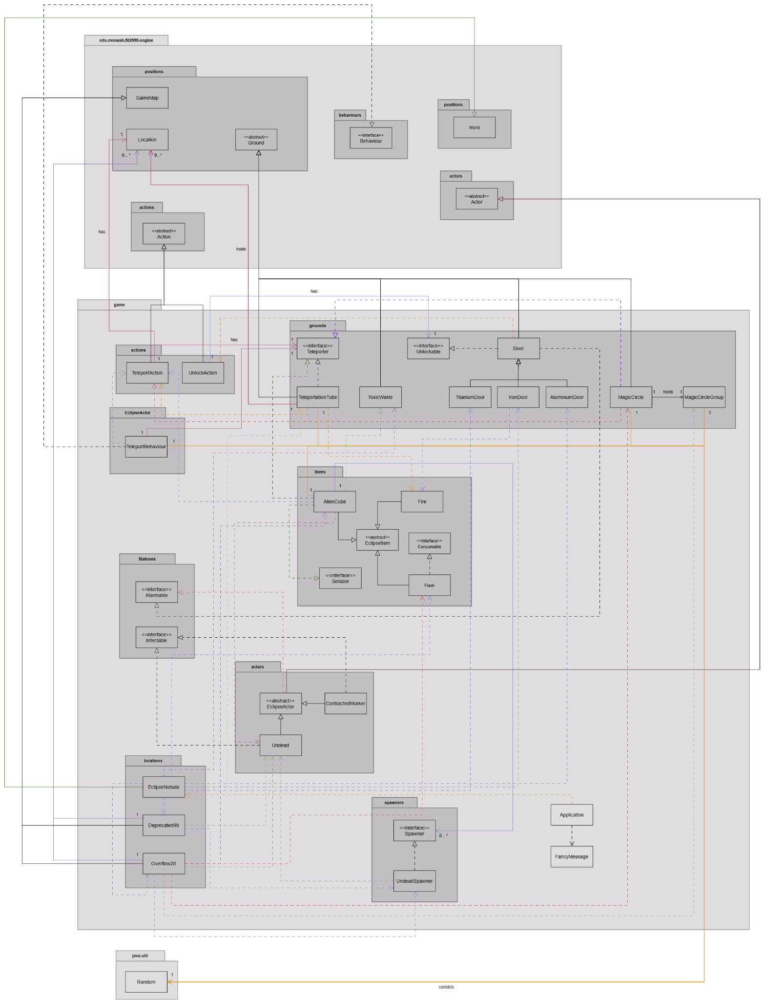 edu.monash.fit2099.engine
positions
GameMap
positions
behaviours
World
<<interface>>
Behaviour
1
Location
<<abstract>>
Ground
0... *
0...*
actors
<<abstract>>
Actor
actions
<<abstract>>
Action
has
holds
has
game
grounds
has
1
<<interface>>
Teleporter
1
1
<<interface>>
Unlockable
Door
actions
1
1
TeleportAction
UnlockAction
TeleportationTube
ToxicWaste
TitaniumDoor
IronDoor
AluminiumDoor
MagicCircle
1
holds
1
MagicCircleGroup
1
1
1
1
EclipseActor
1
1
TeleportBehaviour
items
1
1
AlienCube
Fire
<<abstract>>
EclipseItem
<<interface>>
Consumable
<<interface>>
Sellable
Flask
Statuses
<<interface>>
Alarmable
<<interface>>
Infectable
actors
<<abstract>>
EclipseActor
ContractedWorker
Undead
locations
EclipseNebula
1
Deprecated99
1
Overflow20
spawners
<<interface>>
Spawner
0... *
UndeadSpawner
Application
FancyMessage
java.util
1
Random
consists